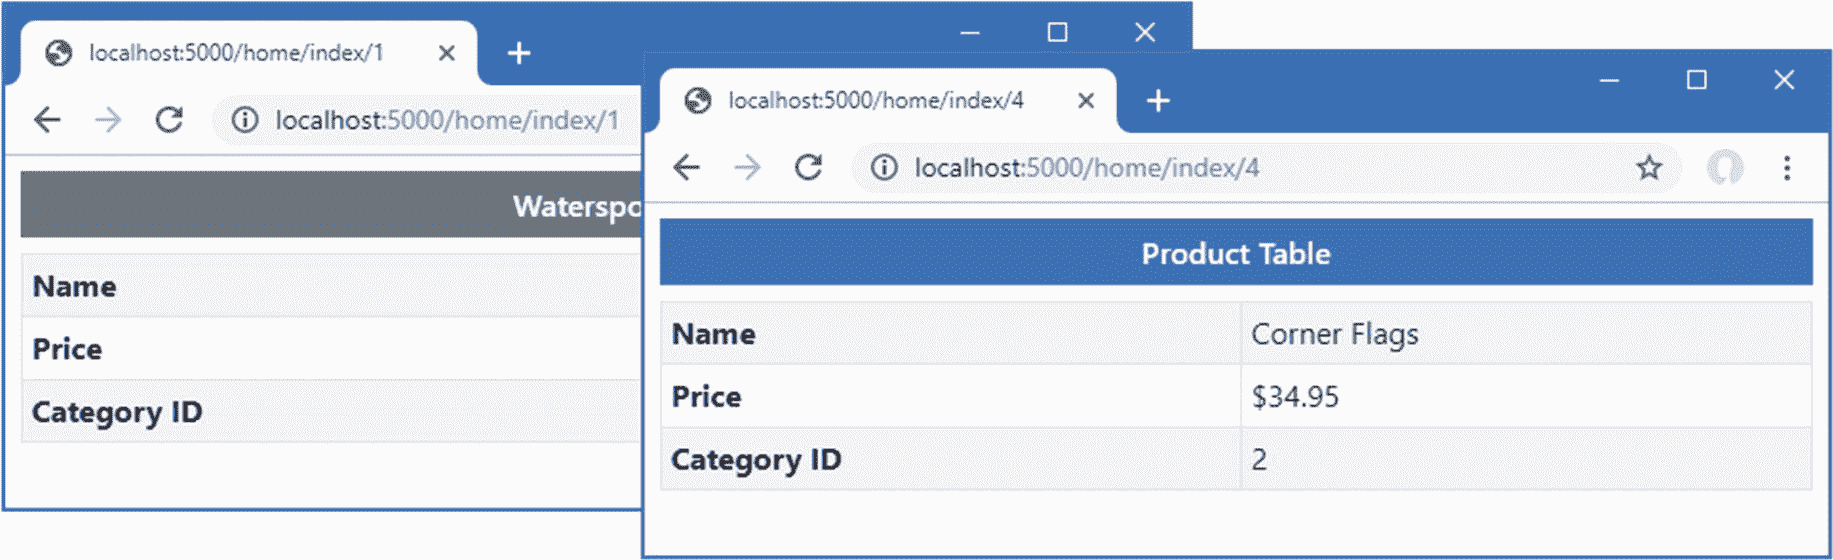 localhost:5000/home/index/1
localhost:5000/home/index/1
Name
Price
Category ID
localhost:5000/home/index/4
localhost:5000/home/index/4
Product Table
Name Corner Flags
Price $34.95
Category ID 2